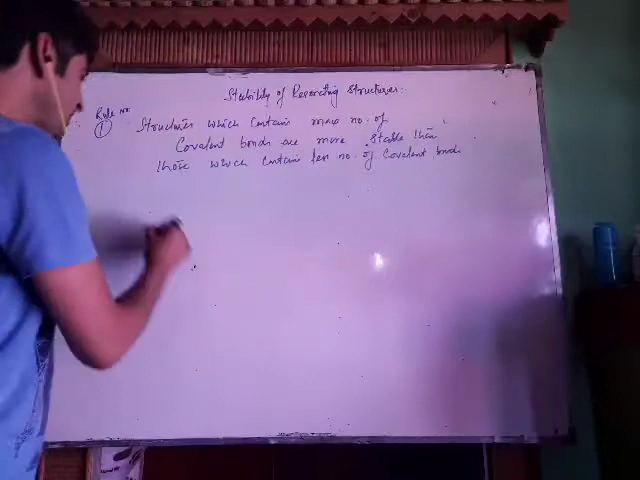 Stability of Resonating Structures:
Rule No
1 Structures which Contain more no. of
Covalent bonds are more Stable than
those which Contain less no. of Covalent bonds